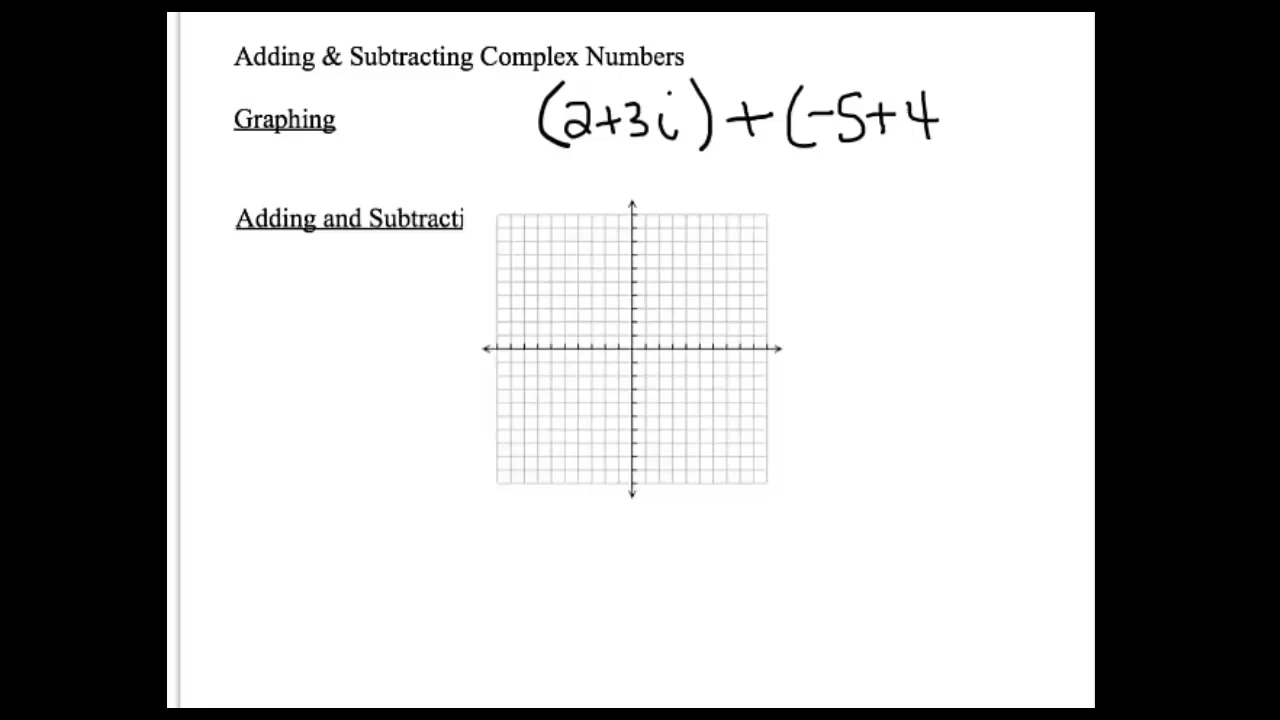 Adding & Subtracting Complex Numbers
Graphing
(2+3i)+(-5+4
Adding and Subtracti